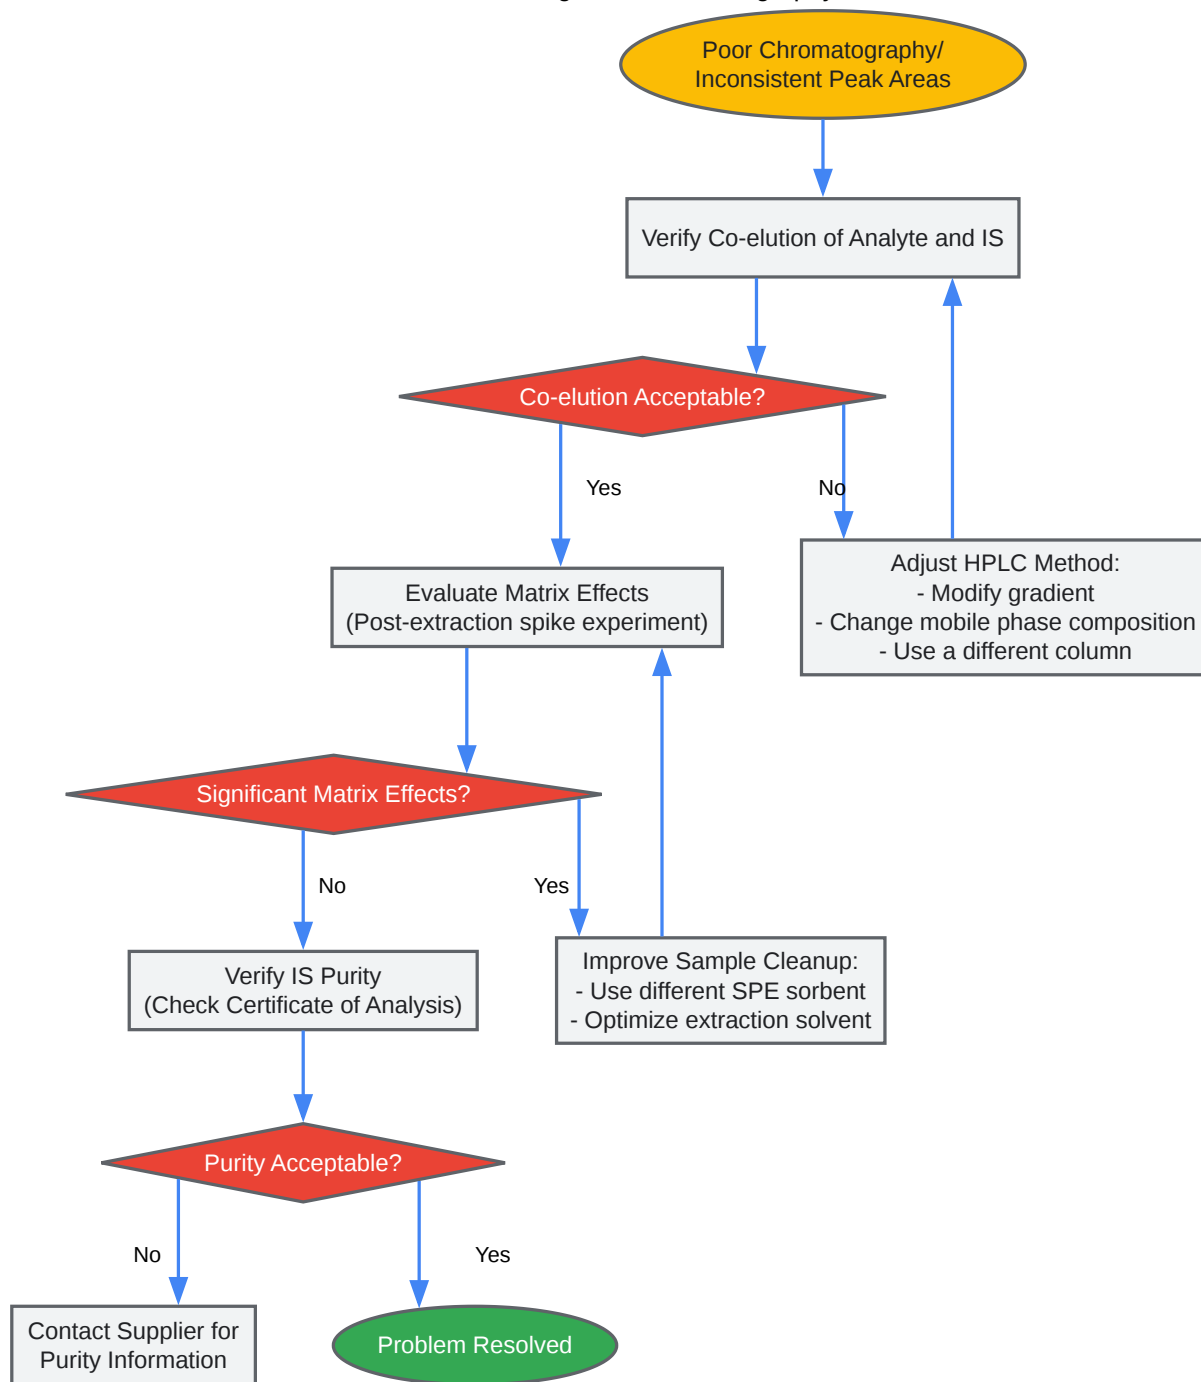 Poor Chromatography/
Inconsistent Peak Areas
Verify Co-elution of Analyte and IS
Co-elution Acceptable?
Yes
No
Adjust HPLC Method:
- Modify gradient
- Change mobile phase composition
- Use a different column
Evaluate Matrix Effects
(Post-extraction spike experiment)
Significant Matrix Effects?
No
Yes
Improve Sample Cleanup:
- Use different SPE sorbent
- Optimize extraction solvent
Verify IS Purity
(Check Certificate of Analysis)
Purity Acceptable?
No
Yes
Contact Supplier for
Purity Information
Problem Resolved